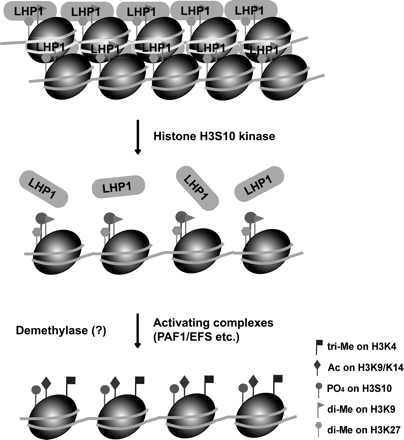 LHP1 LHP1 LHP1 LHP1 LHP1
LHP1 LHP1 LHP1 LHP1 LHP1
Histone H3S10 kinase
LHP1 LHP1 LHP1 LHP1
Demethylase (?)
Activating complexes
(PAF1/EFS etc.)
tri-Me on H3K4
Ac on H3K9/K14
PO₄ on H3S10
di-Me on H3K9
di-Me on H3K27